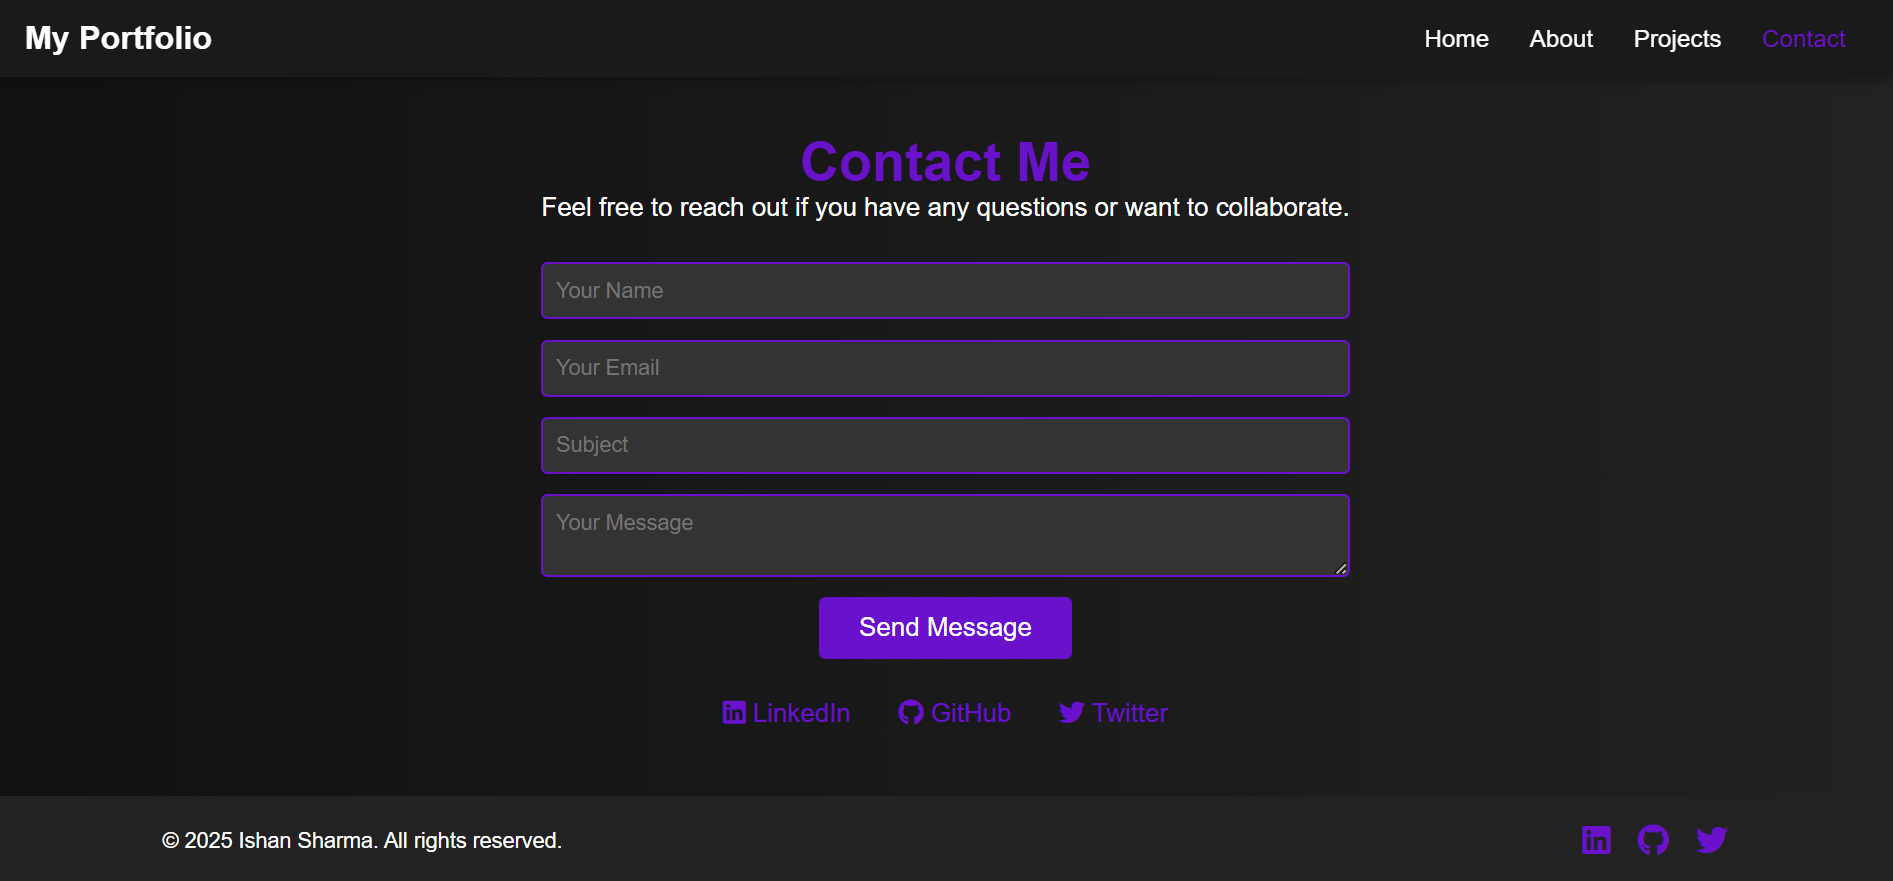 My Portfolio
Home About Projects Contact
Contact Me
Feel free to reach out if you have any questions or want to collaborate.
Your Name
Your Email
Subject
Your Message
Send Message
LinkedIn GitHub Twitter
© 2025 Ishan Sharma. All rights reserved.